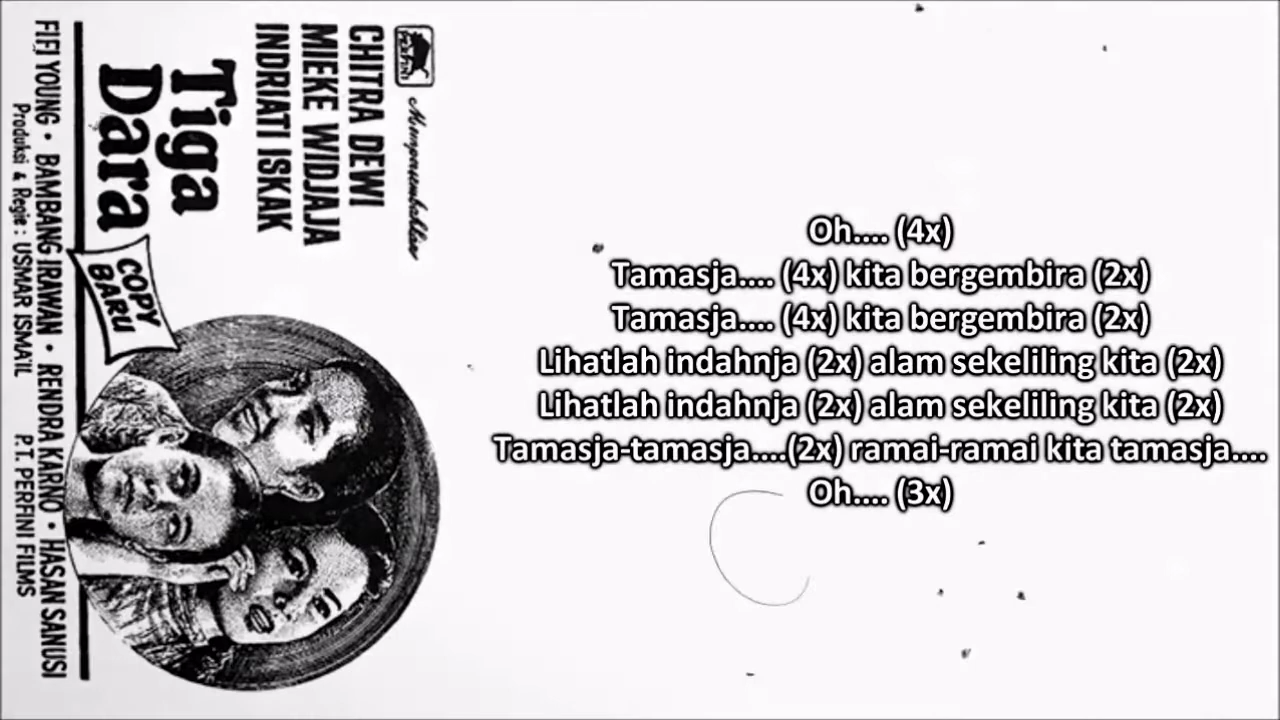 PERFINI
Mempersembahkan
CHITRA DEWI
MIEKE WIDJAJA
INDRIATI ISKAK
Tiga
Dara
COPY
BARU
FIFI YOUNG • BAMBANG IRAWAN • RENDRA KARNO • HASAN SANUSI
Produksi & Regie : USMAR ISMAIL P.T. PERFINI FILMS
Oh.... (4x)
Tamasja.... (4x) kita bergembira (2x)
Tamasja.... (4x) kita bergembira (2x)
Lihatlah indahnja (2x) alam sekeliling kita (2x)
Lihatlah indahnja (2x) alam sekeliling kita (2x)
Tamasja-tamasja....(2x) ramai-ramai kita tamasja....
Oh.... (3x)